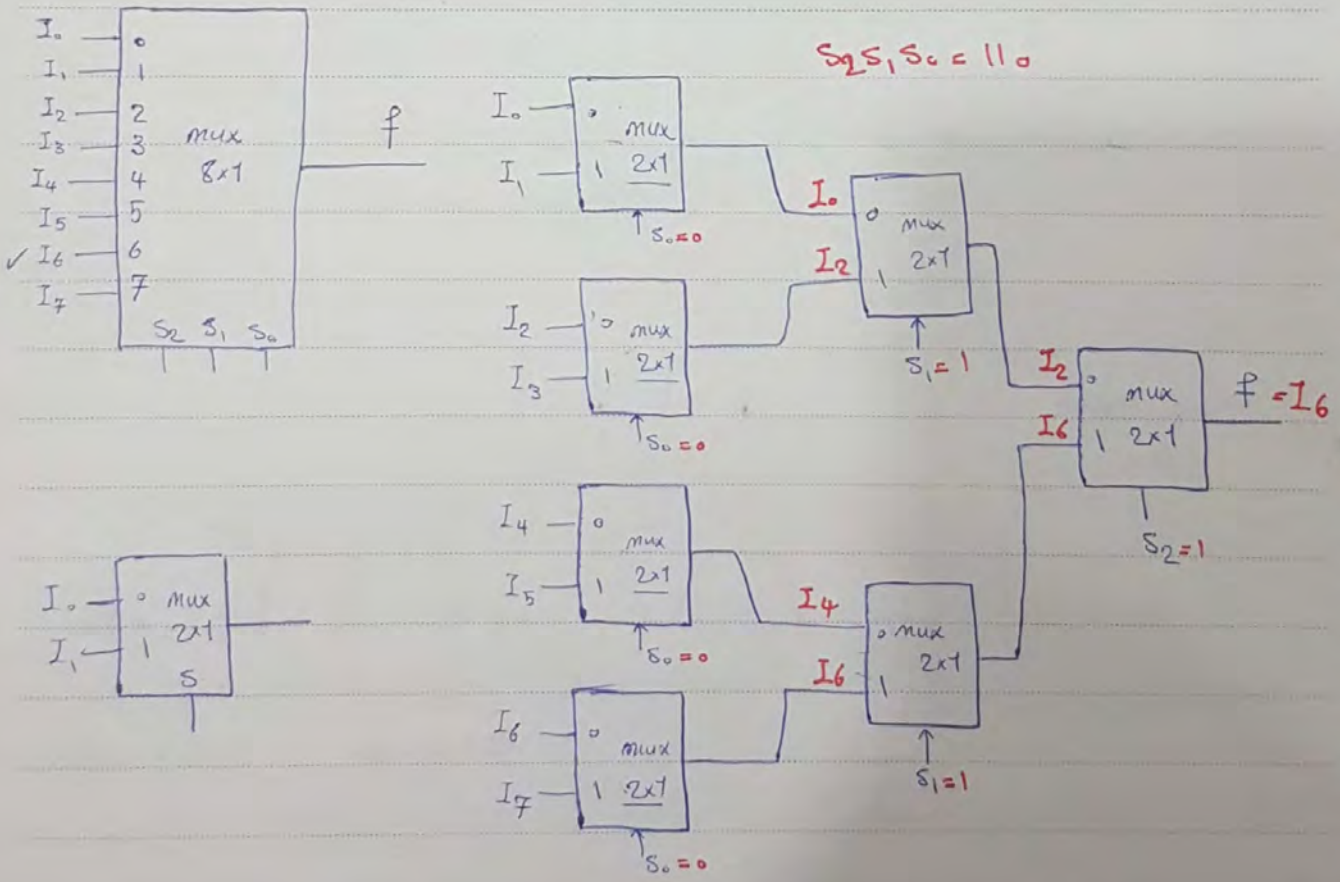 I₀ 0
I₁ 1
I₂ 2
I₃ 3
I₄ 4
I₅ 5
✓ I₆ 6
I₇ 7
mux
8x1
f
S₂ S₁ S₀
I₀ 0 mux
I₁ 1 2x1
S
S₂S₁S₀ = 110
I₀ 0 mux
I₁ 1 2x1
S₀=0
I₂ 0 mux
I₃ 1 2x1
S₀=0
I₄ 0 mux
I₅ 1 2x1
S₀=0
I₆ 0 mux
I₇ 1 2x1
S₀=0
I₀ 0 mux
I₂ 1 2x1
S₁=1
I₄ 0 mux
I₆ 1 2x1
S₁=1
I₂ 0 mux
I₆ 1 2x1
S₂=1
f=I₆